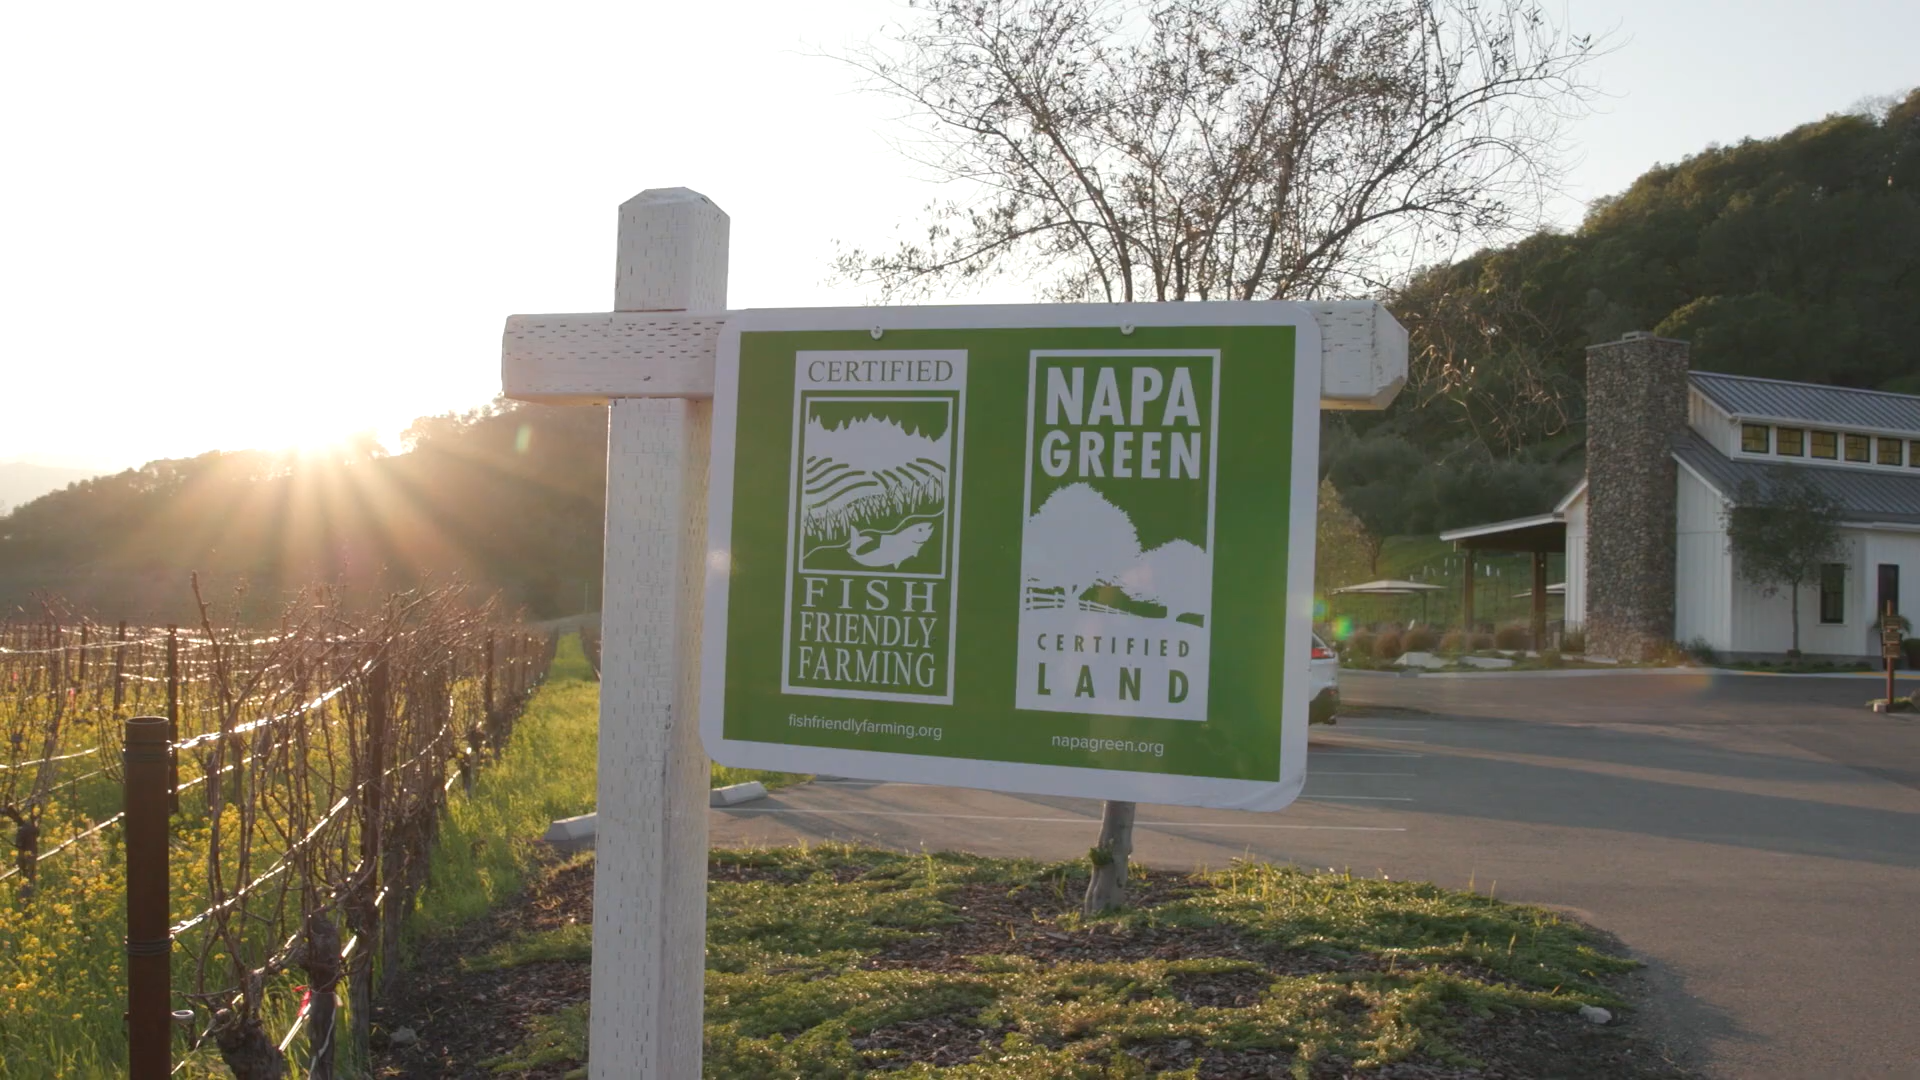 CERTIFIED
FISH
FRIENDLY
FARMING
fishfriendlyfarming.org
NAPA
GREEN
CERTIFIED
LAND
napagreen.org